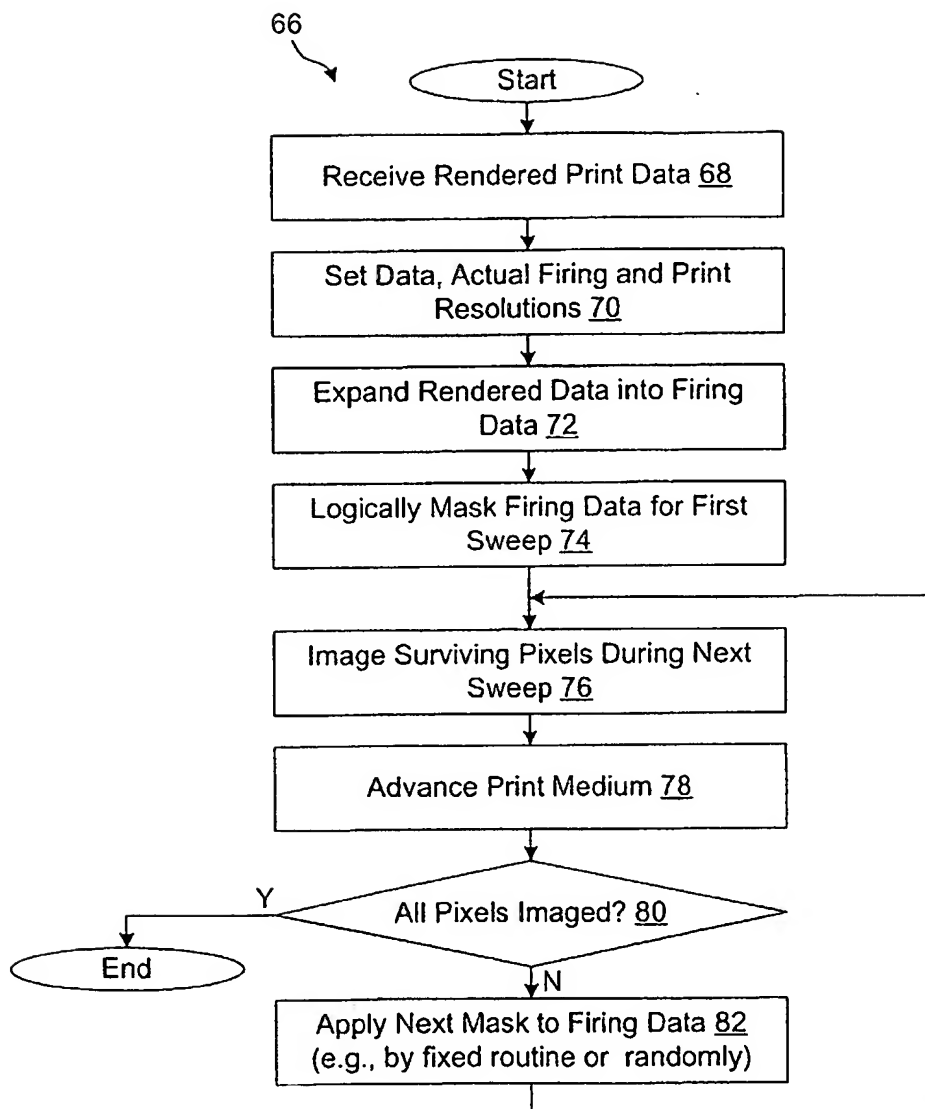 66
Start
Receive Rendered Print Data 68
Set Data, Actual Firing and Print
Resolutions 70
Expand Rendered Data into Firing
Data 72
Logically Mask Firing Data for First
Sweep 74
Image Surviving Pixels During Next
Sweep 76
Advance Print Medium 78
Y
All Pixels Imaged? 80
End
N
Apply Next Mask to Firing Data 82
(e.g., by fixed routine or randomly)